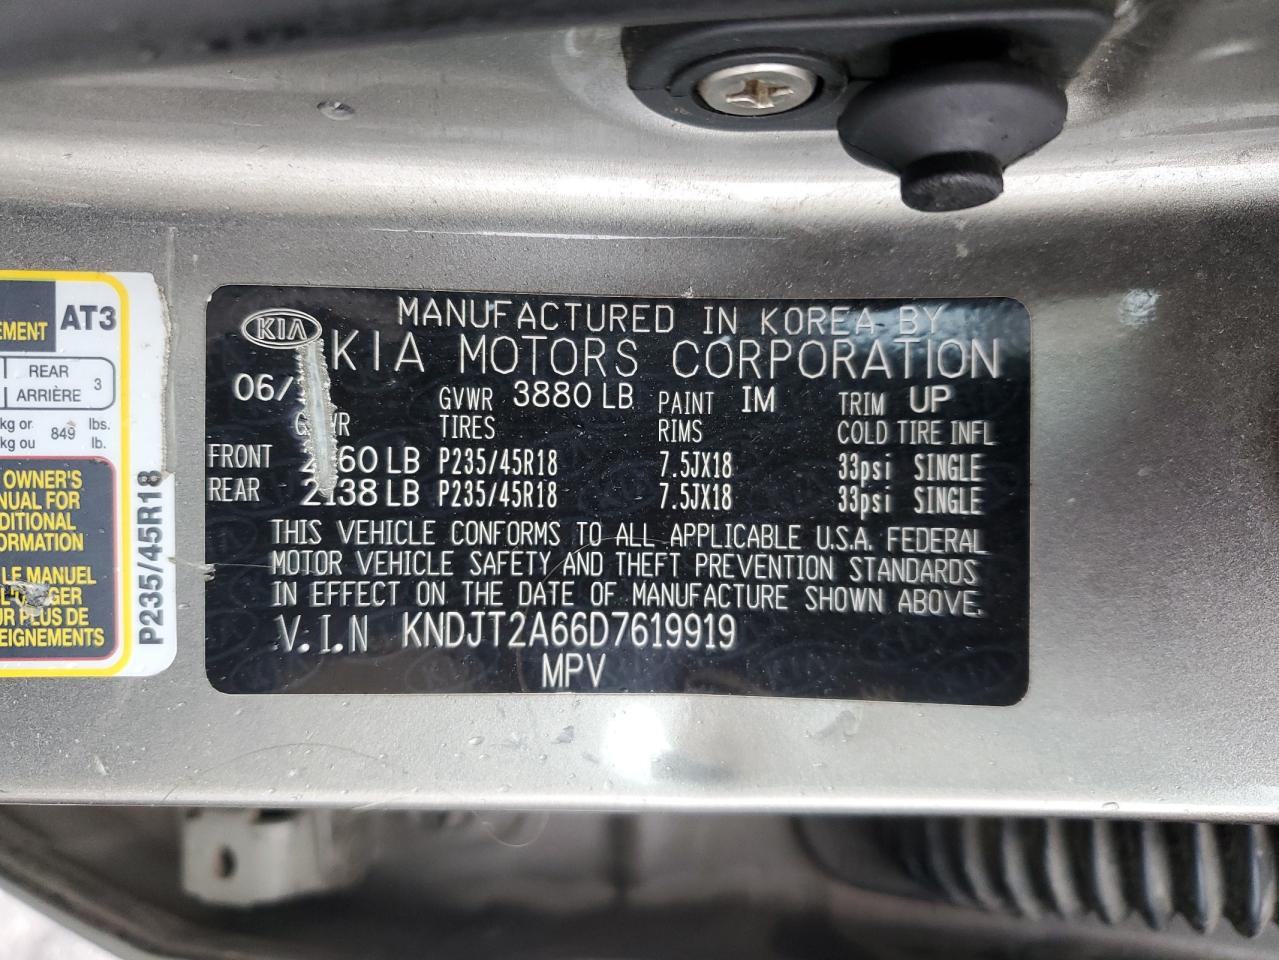 EMENT
AT3
REAR
ARRIÈRE 3
kg or lbs.
849
kg ou lb.
OWNER'S
NUAL FOR
DITIONAL
ORMATION
LE MANUEL
UR PLUS DE
SEIGNEMENTS
P235/45R18
KIA
MANUFACTURED IN KOREA BY
KIA MOTORS CORPORATION
06/
GVWR 3880 LB PAINT IM TRIM UP
TIRES RIMS COLD TIRE INFL
FRONT LB P235/45R18 7.5JX18 33psi SINGLE
REAR 2138 LB P235/45R18 7.5JX18 33psi SINGLE
THIS VEHICLE CONFORMS TO ALL APPLICABLE U.S.A. FEDERAL
MOTOR VEHICLE SAFETY AND THEFT PREVENTION STANDARDS
IN EFFECT ON THE DATE OF MANUFACTURE SHOWN ABOVE.
V.I.N KNDJT2A66D7619919
MPV